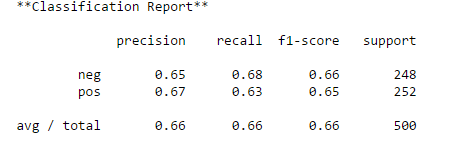 **Classification Report**
precision recall f1-score support
neg 0.65 0.68 0.66 248
pos 0.67 0.63 0.65 252
avg / total 0.66 0.66 0.66 500